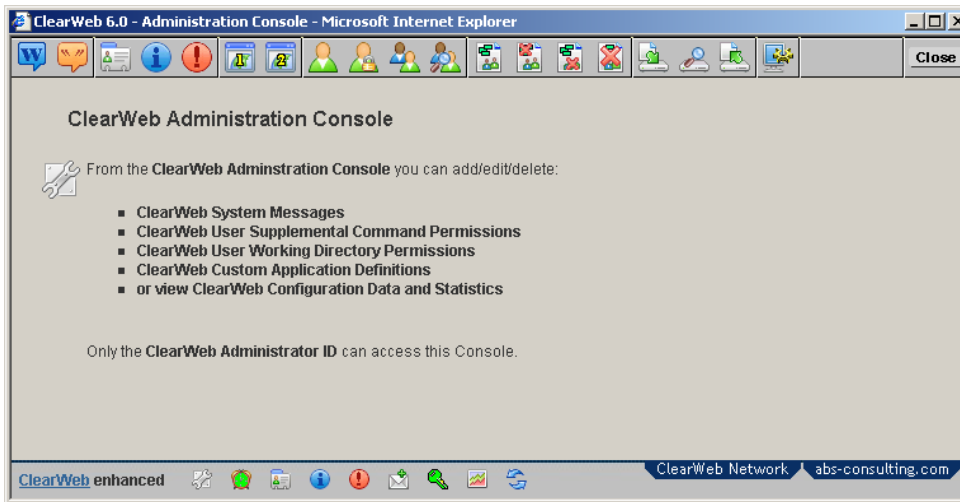 ClearWeb 6.0 - Administration Console - Microsoft Internet Explorer
W 1 2 Close
ClearWeb Administration Console
From the ClearWeb Adminstration Console you can add/edit/delete:
ClearWeb System Messages
ClearWeb User Supplemental Command Permissions
ClearWeb User Working Directory Permissions
ClearWeb Custom Application Definitions
or view ClearWeb Configuration Data and Statistics
Only the ClearWeb Administrator ID can access this Console.
ClearWeb enhanced ClearWeb Network abs-consulting.com